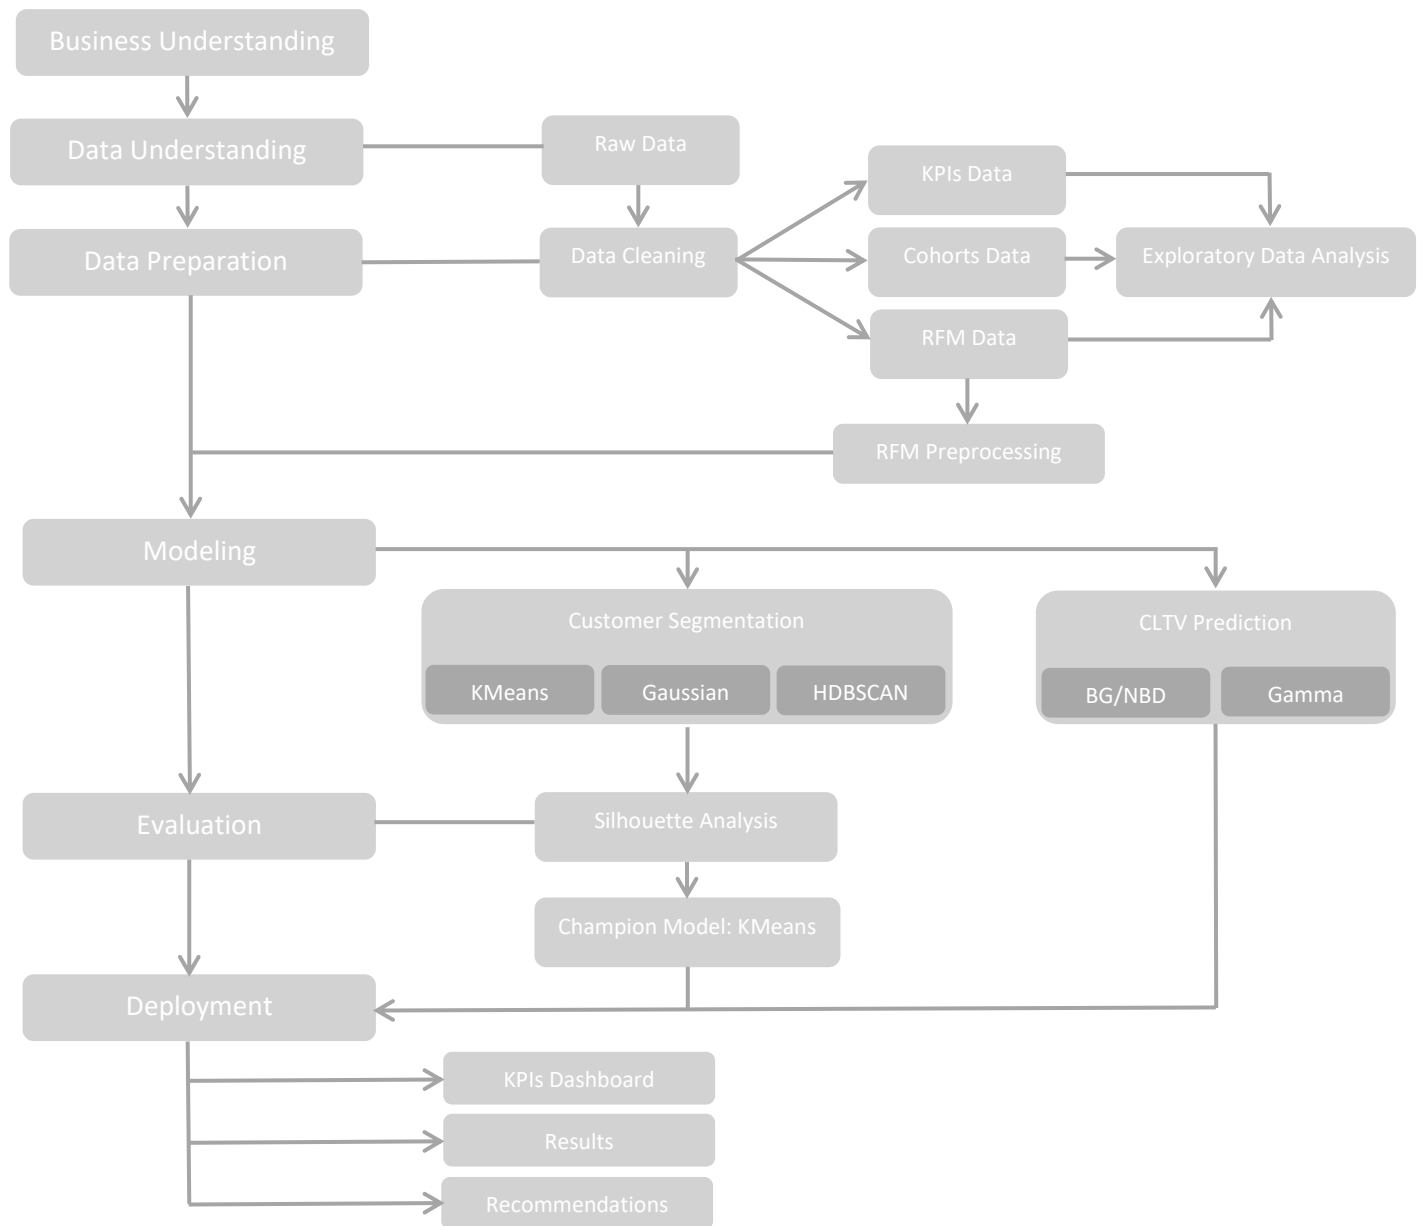 Business Understanding
Data Understanding
Raw Data
KPIs Data
Data Preparation
Data Cleaning
Cohorts Data
Exploratory Data Analysis
RFM Data
RFM Preprocessing
Modeling
Customer Segmentation
KMeans
Gaussian
HDBSCAN
CLTV Prediction
BG/NBD
Gamma
Evaluation
Silhouette Analysis
Champion Model: KMeans
Deployment
KPIs Dashboard
Results
Recommendations